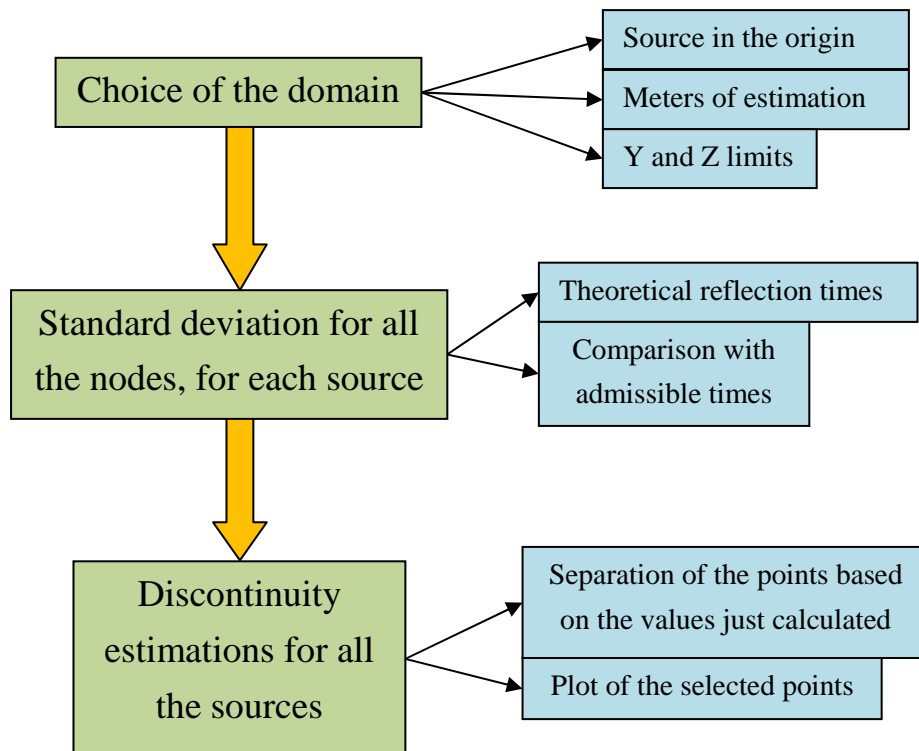 Choice of the domain
Source in the origin
Meters of estimation
Y and Z limits
Standard deviation for all
the nodes, for each source
Theoretical reflection times
Comparison with
admissible times
Discontinuity
estimations for all
the sources
Separation of the points based
on the values just calculated
Plot of the selected points